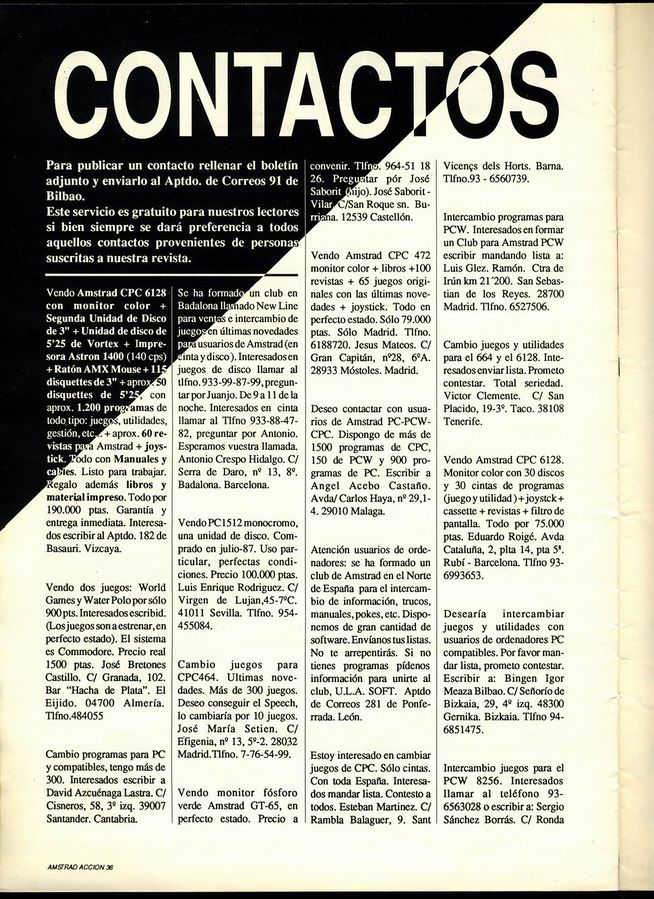 CONTACTOS
Para publicar un contacto rellenar el boletín
adjunto y enviarlo al Aptdo. de Correos 91 de
Bilbao.
Este servicio es gratuito para nuestros lectores
si bien siempre se dará preferencia a todos
aquellos contactos provenientes de personas
suscritas a nuestra revista.
Vendo Amstrad CPC 6128
con monitor color +
Segunda Unidad de Disco
de 3" + Unidad de disco de
5'25 de Vortex + Impre-
sora Astron 1400 (140 cps)
+ Ratón AMX Mouse + 115
disquettes de 3" + aprox. 50
disquettes de 5'25, con
aprox. 1.200 programas de
todo tipo: juegos, utilidades,
gestión, etc... + aprox. 60 re-
vistas para Amstrad + joys-
tick. Todo con Manuales y
cables. Listo para trabajar.
Regalo además libros y
material impreso. Todo por
190.000 ptas. Garantía y
entrega inmediata. Interesa-
dos escribir al Aptdo. 182 de
Basauri. Vizcaya.
Vendo dos juegos: World
Games y Water Polo por sólo
900 pts. Interesados escribid.
(Los juegos son a estrenar, en
perfecto estado). El sistema
es Commodore. Precio real
1500 ptas. José Bretones
Castillo. C/ Granada, 102.
Bar "Hacha de Plata". El
Eijido. 04700 Almería.
Tlfno.484055
Cambio programas para PC
y compatibles, tengo más de
300. Interesados escribir a
David Azcuénaga Lastra. C/
Cisneros, 58, 3º izq. 39007
Santander. Cantabria.
Se ha formado un club en
Badalona llamado New Line
para ventas e intercambio de
juegos en últimas novedades
para usuarios de Amstrad (en
cinta y disco). Interesados en
juegos de disco llamar al
tlfno. 933-99-87-99, pregun-
tar por Juanjo. De 9 a 11 de la
noche. Interesados en cinta
llamar al Tlfno 933-88-47-
82, preguntar por Antonio.
Esperamos vuestra llamada.
Antonio Crespo Hidalgo. C/
Serra de Daro, nº 13, 8º.
Badalona. Barcelona.
Vendo PC1512 monocromo,
una unidad de disco. Com-
prado en julio-87. Uso par-
ticular, perfectas condi-
ciones. Precio 100.000 ptas.
Luis Enrique Rodriguez. C/
Virgen de Lujan,45-7ºC.
41011 Sevilla. Tlfno. 954-
455084.
Cambio juegos para
CPC464. Ultimas nove-
dades. Más de 300 juegos.
Deseo conseguir el Speech,
lo cambiaría por 10 juegos.
José María Setien. C/
Efigenia, nº 13, 5º-2. 28032
Madrid.Tlfno. 7-76-54-99.
Vendo monitor fósforo
verde Amstrad GT-65, en
perfecto estado. Precio a
convenir. Tlfno. 964-51 18
26. Preguntar pór José
Saborit (hijo). José Saborit -
Vilar. C/San Roque sn. Bu-
rriana. 12539 Castellón.
Vendo Amstrad CPC 472
monitor color + libros +100
revistas + 65 juegos origi-
nales con las últimas nove-
dades + joystick. Todo en
perfecto estado. Sólo 79.000
ptas. Sólo Madrid. Tlfno.
6188720. Jesus Mateos. C/
Gran Capitán, nº28, 6ºA.
28933 Móstoles. Madrid.
Deseo contactar con usua-
rios de Amstrad PC-PCW-
CPC. Dispongo de más de
1500 programas de CPC,
150 de PCW y 900 pro-
gramas de PC. Escribir a
Angel Acebo Castaño.
Avda/ Carlos Haya, nº 29,1-
4. 29010 Malaga.
Atención usuarios de orde-
nadores: se ha formado un
club de Amstrad en el Norte
de España para el intercam-
bio de información, trucos,
manuales, pokes, etc. Dispo-
nemos de gran cantidad de
software. Envíanos tus listas.
No te arrepentirás. Si no
tienes programas pídenos
información para unirte al
club, U.L.A. SOFT. Aptdo
de Correos 281 de Ponfe-
rrada. León.
Estoy interesado en cambiar
juegos de CPC. Sólo cintas.
Con toda España. Interesa-
dos mandar lista. Contesto a
todos. Esteban Martinez. C/
Rambla Balaguer, 9. Sant
Vicençs dels Horts. Barna.
Tlfno.93 - 6560739.
Intercambio programas para
PCW. Interesados en formar
un Club para Amstrad PCW
escribir mandando lista a:
Luis Glez. Ramón. Ctra de
Irún km 21´200. San Sebas-
tian de los Reyes. 28700
Madrid. Tlfno. 6527506.
Cambio juegos y utilidades
para el 664 y el 6128. Inte-
resados enviar lista. Prometo
contestar. Total seriedad.
Victor Clemente. C/ San
Placido, 19-3º. Taco. 38108
Tenerife.
Vendo Amstrad CPC 6128.
Monitor color con 30 discos
y 30 cintas de programas
(juego y utilidad) + joystck +
cassette + revistas + filtro de
pantalla. Todo por 75.000
ptas. Eduardo Roigé. Avda
Cataluña, 2, plta 14, pta 5ª.
Rubí - Barcelona. Tlfno 93-
6993653.
Desearía intercambiar
juegos y utilidades con
usuarios de ordenadores PC
compatibles. Por favor man-
dar lista, prometo contestar.
Escribir a: Bingen Igor
Meaza Bilbao. C/ Señorío de
Bizkaia, 29, 4º izq. 48300
Gernika. Bizkaia. Tlfno 94-
6851475.
Intercambio juegos para el
PCW 8256. Interesados
llamar al teléfono 93-
6563028 o escribir a: Sergio
Sánchez Borrás. C/ Ronda
AMSTRAD ACCION 36